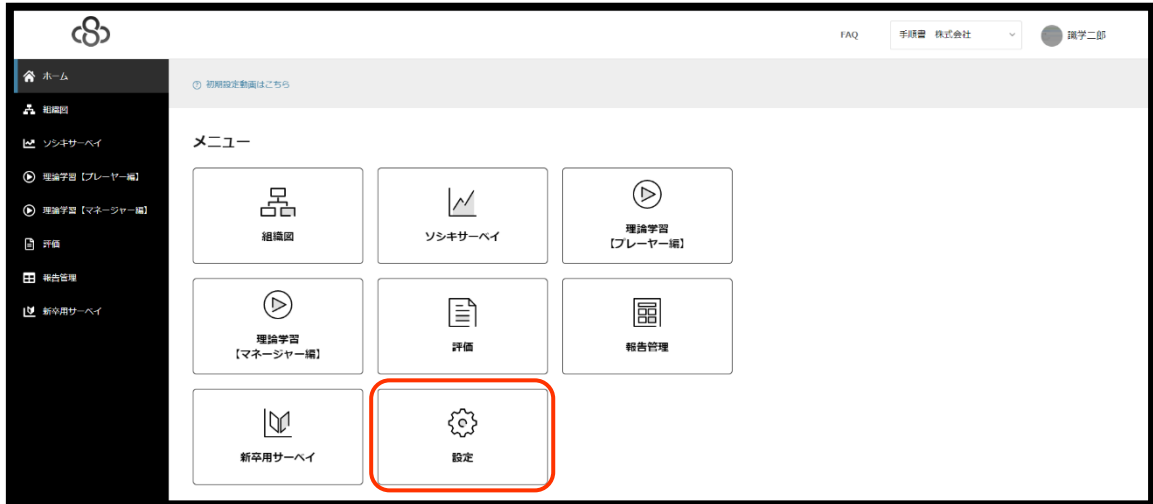 FAQ
手順書 株式会社
識学二郎
ホーム
組織図
ソシキサーベイ
理論学習【プレーヤー編】
理論学習【マネージャー編】
評価
報告管理
新卒用サーベイ
初期設定動画はこちら
メニュー
組織図
ソシキサーベイ
理論学習
【プレーヤー編】
理論学習
【マネージャー編】
評価
報告管理
新卒用サーベイ
設定